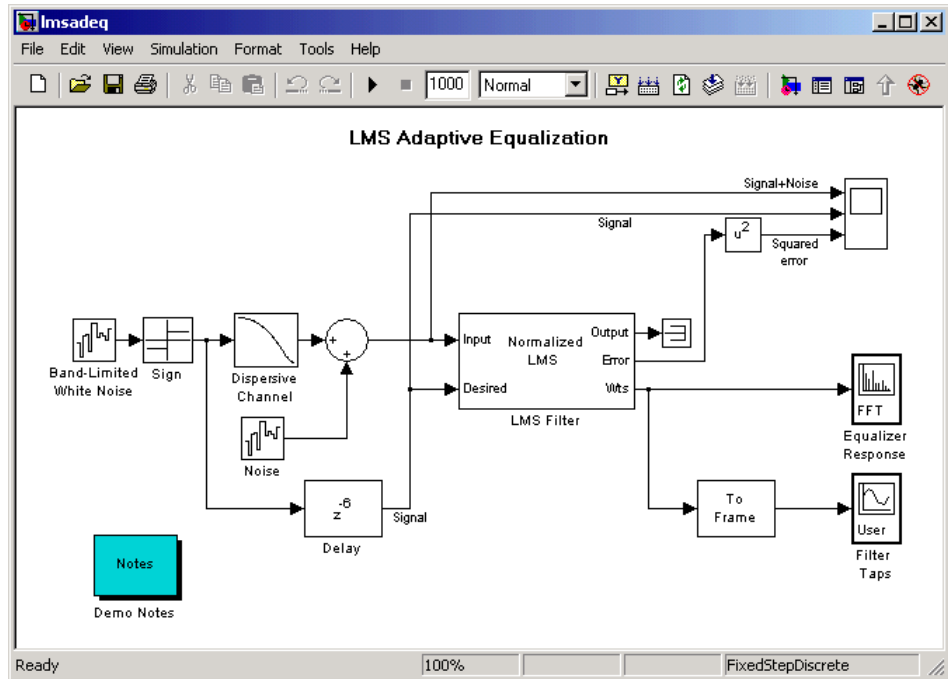 lmsadeq
File Edit View Simulation Format Tools Help
1000 Normal
LMS Adaptive Equalization
Signal+Noise
Signal
u2
Squared
error
Band-Limited
White Noise
Sign
Dispersive
Channel
+
+
Noise
Input
Desired
Normalized
LMS
Output
Error
Wts
LMS Filter
FFT
Equalizer
Response
z-6
Delay
Signal
To
Frame
User
Filter
Taps
Notes
Demo Notes
Ready 100% FixedStepDiscrete